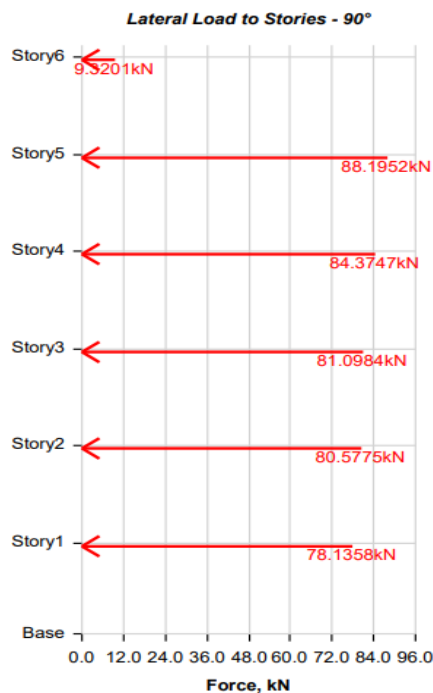 Lateral Load to Stories - 90°
Story6
9.3201kN
Story5
88.1952kN
Story4
84.3747kN
Story3
81.0984kN
Story2
80.5775kN
Story1
78.1358kN
Base
0.0 12.0 24.0 36.0 48.0 60.0 72.0 84.0 96.0
Force, kN